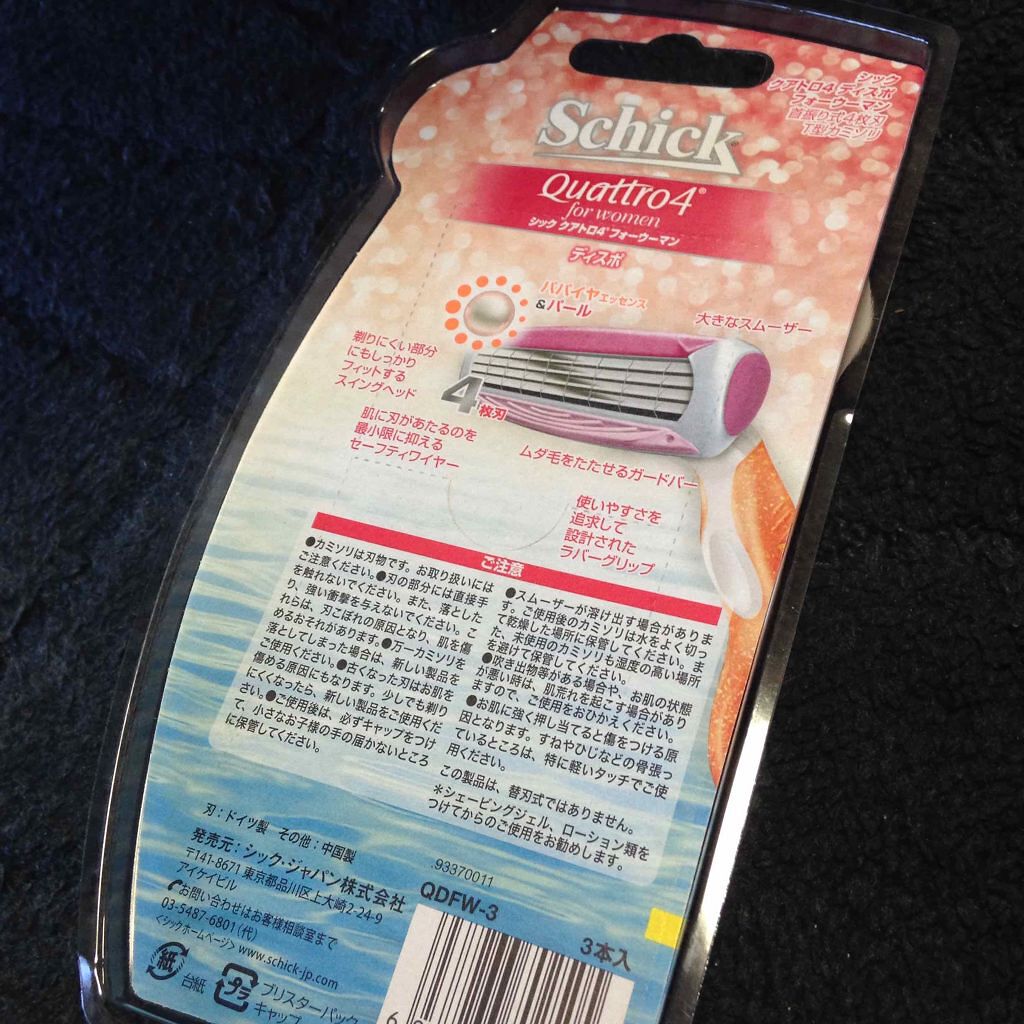 シック
クアトロ4 ディスポ
フォーウーマン
首振り式4枚刃
T型カミソリ
Schick
Quattro4®
for women
シック クアトロ4®フォーウーマン
ディスポ
パパイヤエッセンス
&パール
大きなスムーザー
剃りにくい部分
にもしっかり
フィットする
スイングヘッド
4枚刃
肌に刃があたるのを
最小限に抑える
セーフティワイヤー
ムダ毛をたたせるガードバー
使いやすさを
追求して
設計された
ラバーグリップ
ご注意
●カミソリは刃物です。お取り扱いには
ご注意ください。●刃の部分には直接手
を触れないでください。また、落とした
り、強い衝撃を与えないでください。こ
れらは、刃こぼれの原因となり、肌を傷
めるおそれがあります。●万一カミソリを
落としてしまった場合は、新しい製品を
ご使用ください。●古くなった刃はお肌を
傷める原因にもなります。少しでも剃り
にくくなったら、新しい製品をご使用くだ
さい。●ご使用後は、必ずキャップをつけ
て、小さなお子様の手の届かないところ
に保管してください。
●スムーザーが溶け出す場合がありま
す。ご使用後のカミソリは水をよく切っ
て乾燥した場所に保管してください。ま
た、未使用のカミソリも湿度の高い場所
を避けて保管してください。
●吹き出物等がある場合や、お肌の状態
が悪い時は、肌荒れを起こす場合があり
ますので、ご使用をおひかえください。
●お肌に強く押し当てると傷をつける原
因となります。すねやひじなどの骨張っ
ているところは、特に軽いタッチでご使
用ください。
この製品は、替刃式ではありません。
＊シェービングジェル、ローション類を
つけてからのご使用をお勧めします。
刃：ドイツ製 その他：中国製
発売元：シック・ジャパン株式会社
〒141-8671 東京都品川区上大崎2-24-9
アイケイビル
お問い合わせはお客様相談室まで
03-5487-6801(代)
<シックホームページ> www.schick-jp.com
紙
台紙
プラ
ブリスターパック
キャップ
.93370011
QDFW-3
3本入